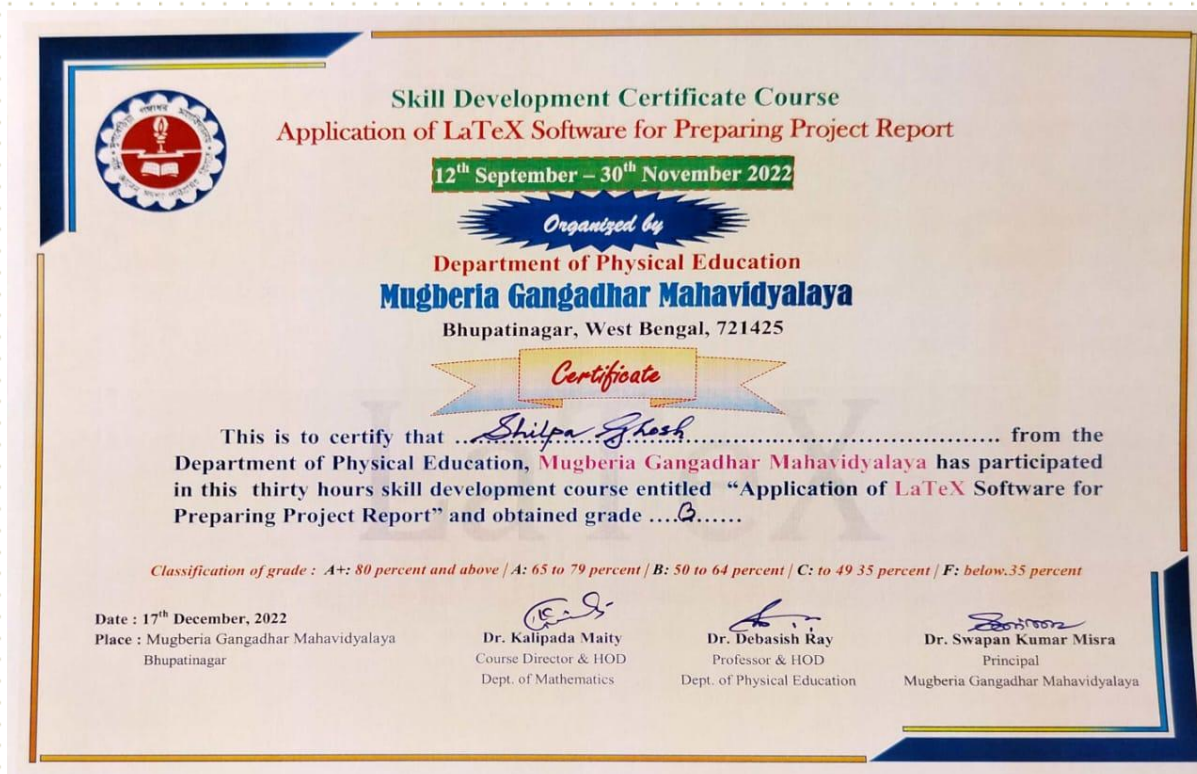 Skill Development Certificate Course
Application of LaTeX Software for Preparing Project Report
12th September – 30th November 2022
Organized by
Department of Physical Education
Mugberia Gangadhar Mahavidyalaya
Bhupatinagar, West Bengal, 721425
Certificate
LaTeX
This is to certify that ...Shilpa Ghosh................................................ from the
Department of Physical Education, Mugberia Gangadhar Mahavidyalaya has participated
in this thirty hours skill development course entitled “Application of LaTeX Software for
Preparing Project Report” and obtained grade ....B......
Classification of grade : A+: 80 percent and above | A: 65 to 79 percent | B: 50 to 64 percent | C: to 49 35 percent | F: below.35 percent
Date : 17th December, 2022
Place : Mugberia Gangadhar Mahavidyalaya
Bhupatinagar
Dr. Kalipada Maity
Course Director & HOD
Dept. of Mathematics
Dr. Debasish Ray
Professor & HOD
Dept. of Physical Education
Dr. Swapan Kumar Misra
Principal
Mugberia Gangadhar Mahavidyalaya